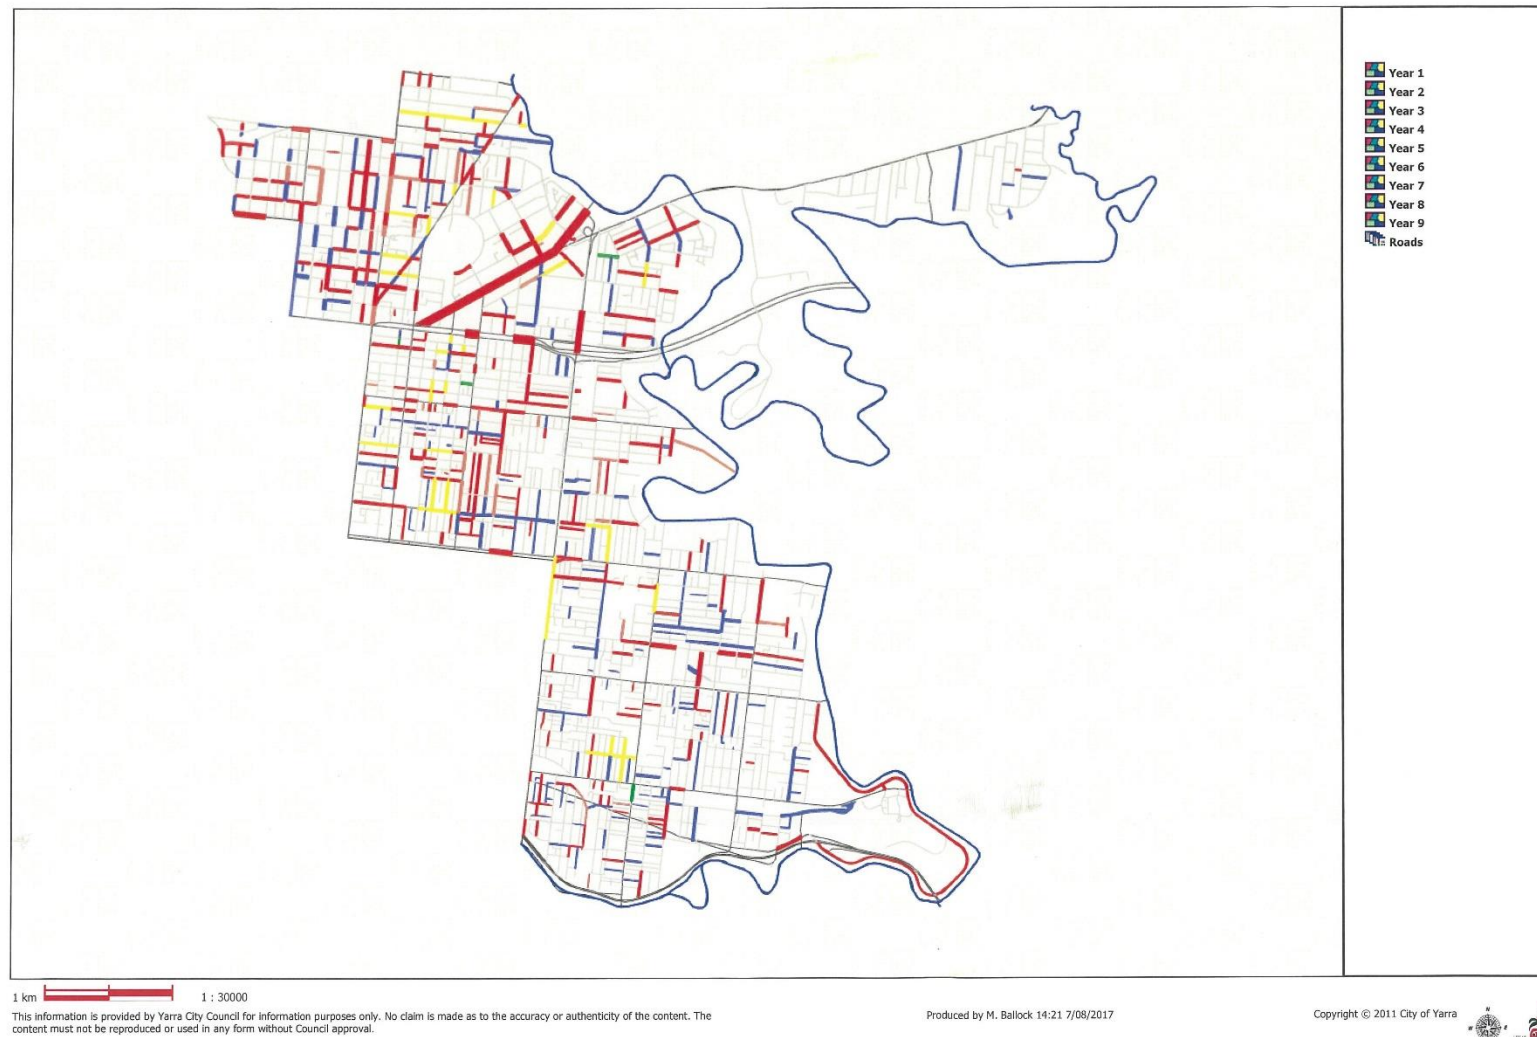 Year 1
Year 2
Year 3
Year 4
Year 5
Year 6
Year 7
Year 8
Year 9
Roads
1 km
1 : 30000
This information is provided by Yarra City Council for information purposes only. No claim is made as to the accuracy or authenticity of the content. The
content must not be reproduced or used in any form without Council approval.
Produced by M. Ballock 14:21 7/08/2017
Copyright © 2011 City of Yarra
N